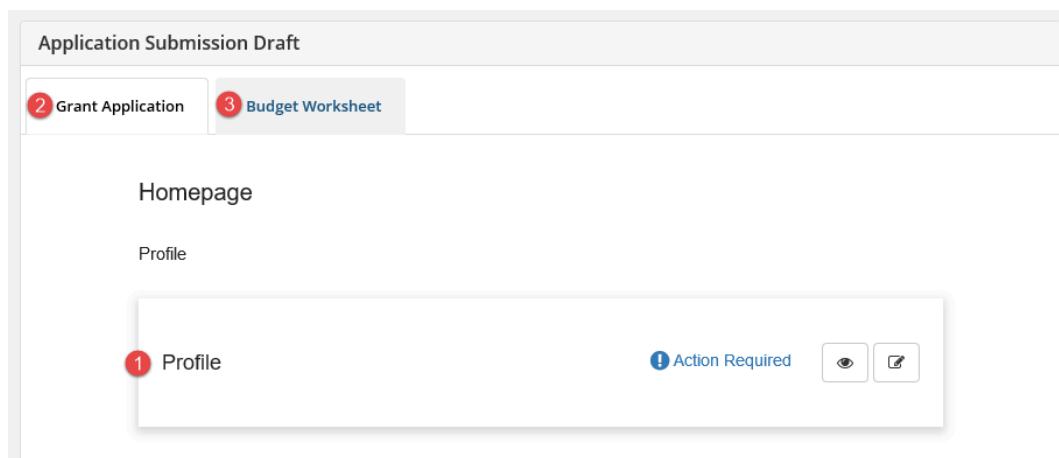 Application Submission Draft
2 Grant Application 3 Budget Worksheet
Homepage
Profile
1 Profile Action Required